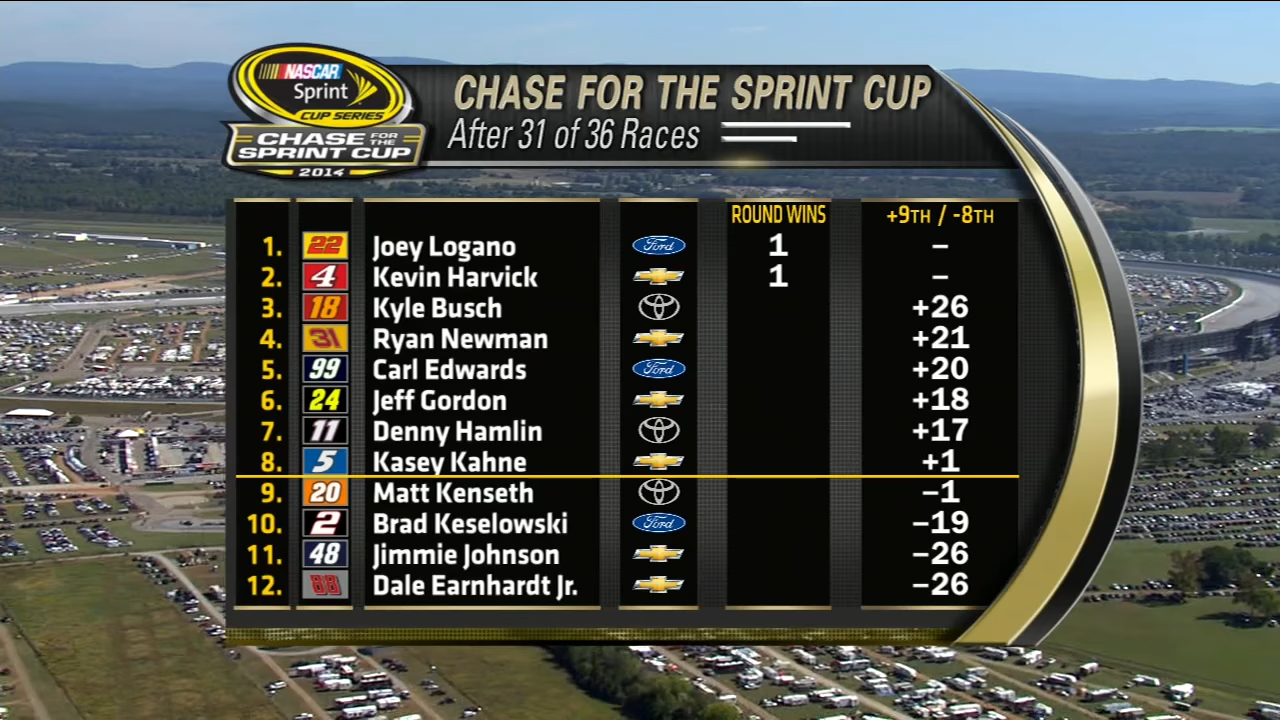 NASCAR
Sprint
CUP SERIES
CHASE FOR THE
SPRINT CUP
2014
CHASE FOR THE SPRINT CUP
After 31 of 36 Races
ROUND WINS +9TH / -8TH
1. 22 Joey Logano Ford 1 –
2. 4 Kevin Harvick 1 –
3. 18 Kyle Busch +26
4. 31 Ryan Newman +21
5. 99 Carl Edwards Ford +20
6. 24 Jeff Gordon +18
7. 11 Denny Hamlin +17
8. 5 Kasey Kahne +1
9. 20 Matt Kenseth –1
10. 2 Brad Keselowski Ford –19
11. 48 Jimmie Johnson –26
12. 88 Dale Earnhardt Jr. –26